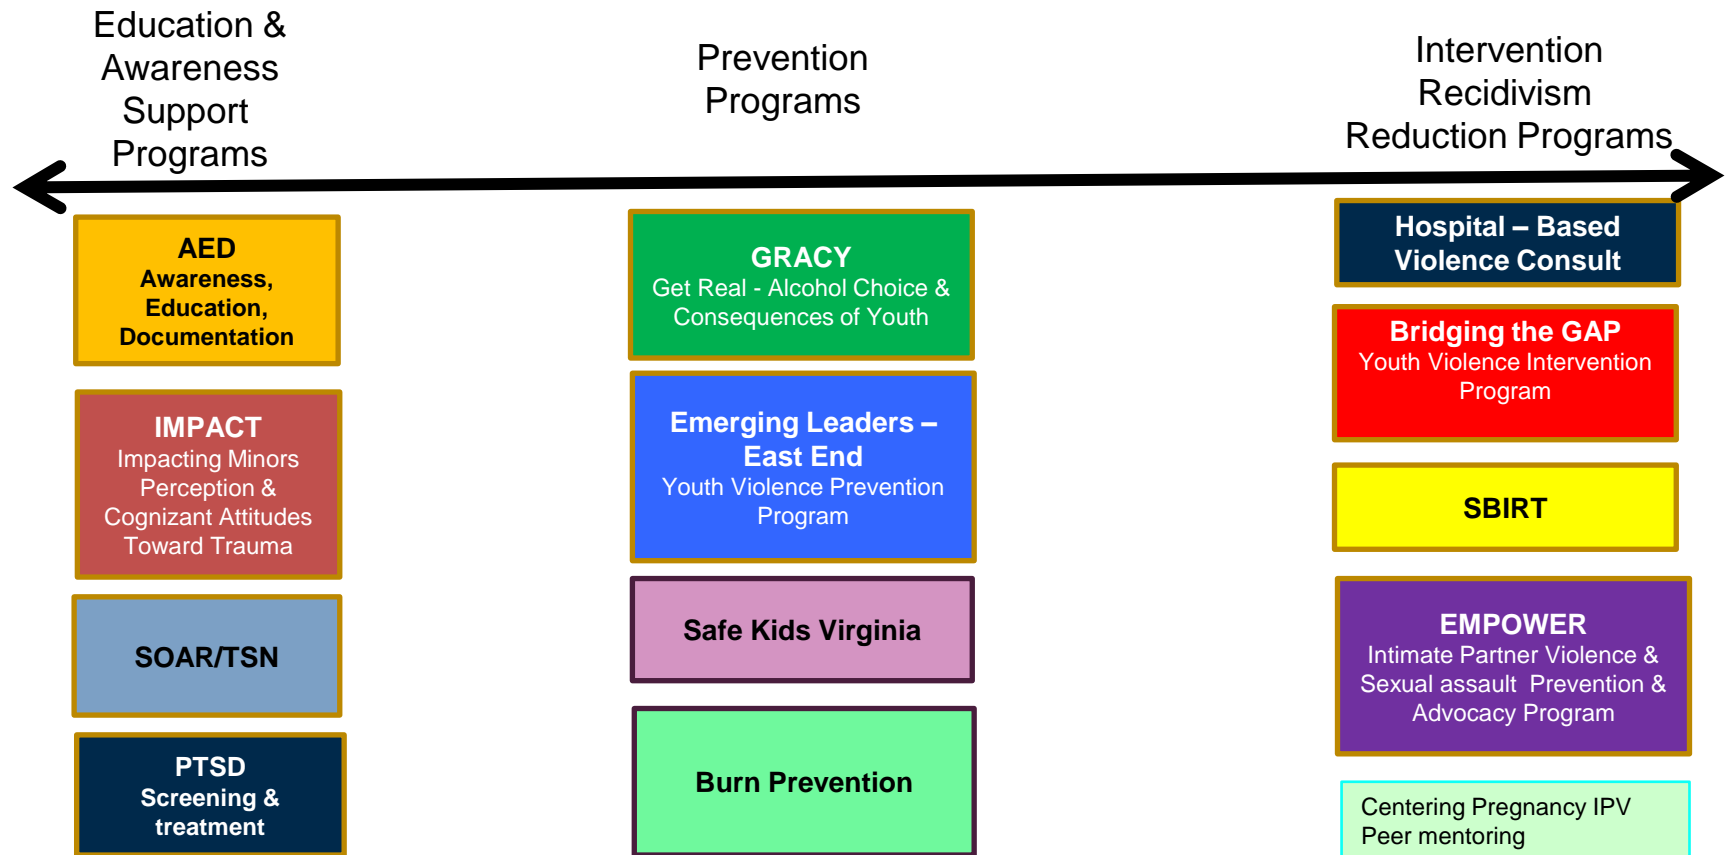 Education &
Awareness
Support
Programs
Prevention
Programs
Intervention
Recidivism
Reduction Programs
AED
Awareness,
Education,
Documentation
IMPACT
Impacting Minors
Perception &
Cognizant Attitudes
Toward Trauma
SOAR/TSN
PTSD
Screening &
treatment
GRACY
Get Real - Alcohol Choice &
Consequences of Youth
Emerging Leaders –
East End
Youth Violence Prevention
Program
Safe Kids Virginia
Burn Prevention
Hospital – Based
Violence Consult
Bridging the GAP
Youth Violence Intervention
Program
SBIRT
EMPOWER
Intimate Partner Violence &
Sexual assault  Prevention &
Advocacy Program
Centering Pregnancy IPV
Peer mentoring